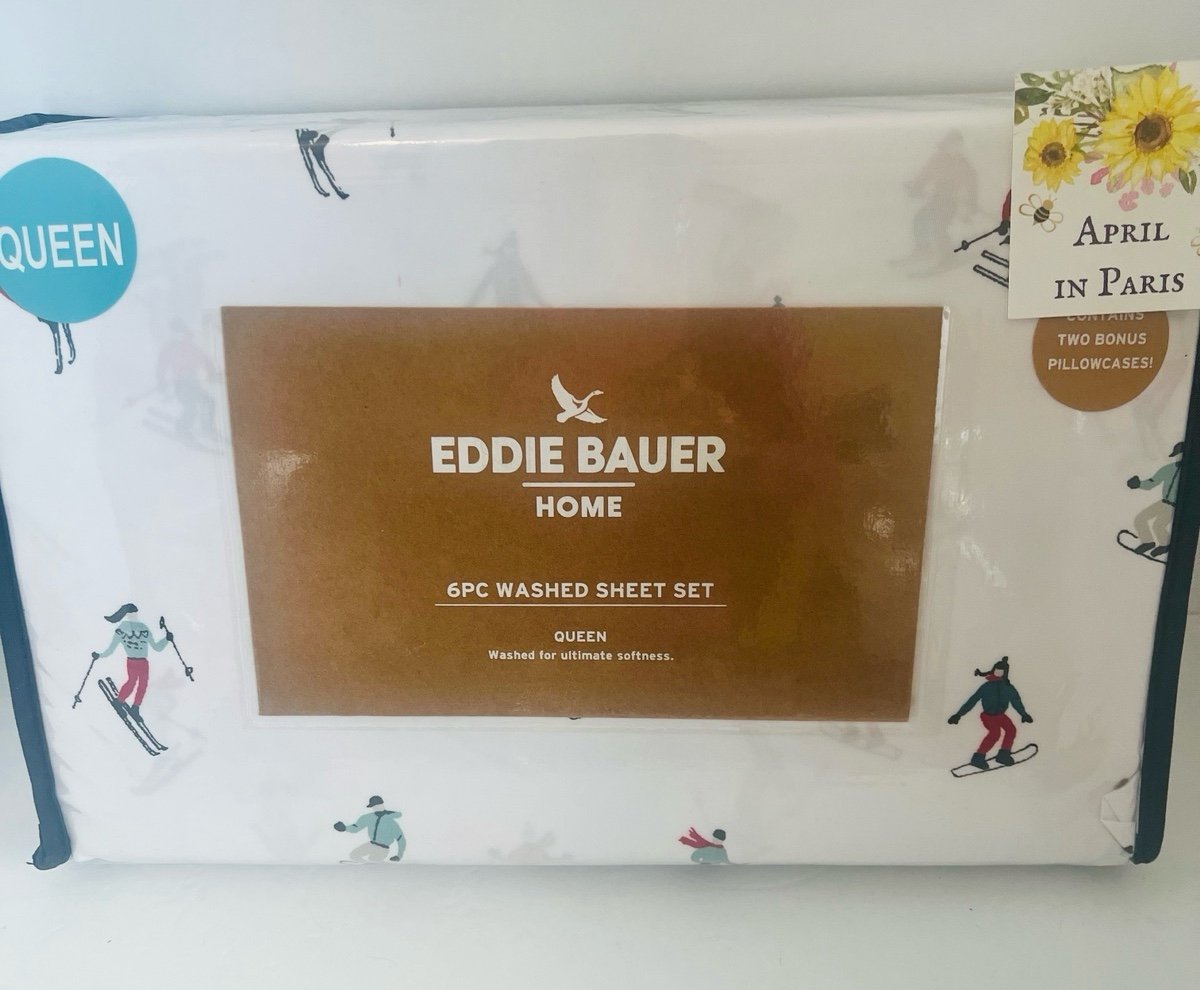 QUEEN
APRIL
IN PARIS
CONTAINS
TWO BONUS
PILLOWCASES!
EDDIE BAUER
HOME
6PC WASHED SHEET SET
QUEEN
Washed for ultimate softness.